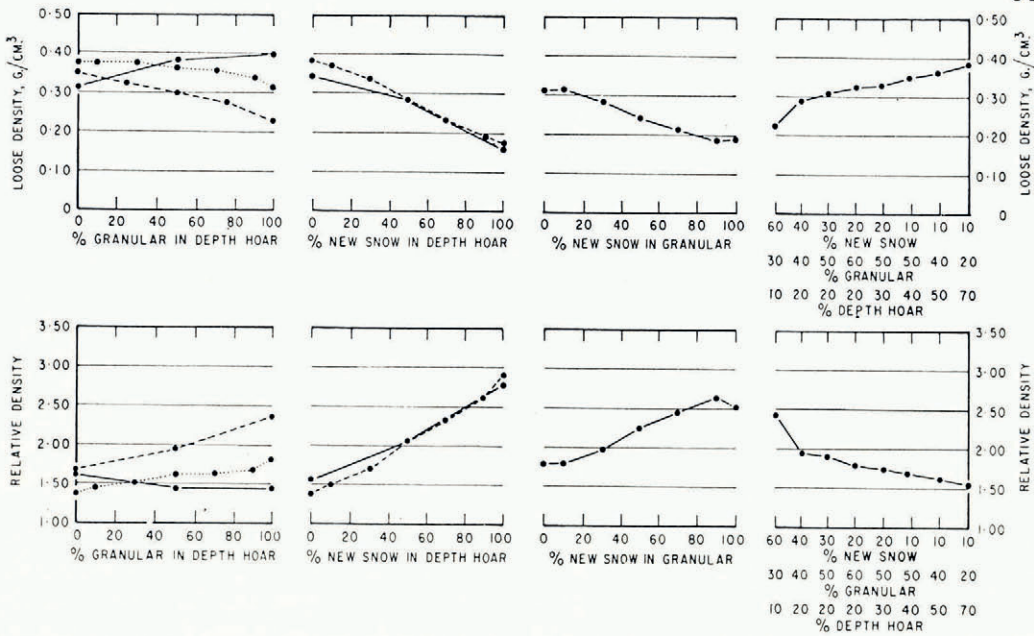 0·50
0·40
0·30
0·20
0·10
0
LOOSE DENSITY, G/CM³
0 20 40 60 80 100
% GRANULAR IN DEPTH HOAR
0 20 40 60 80 100
% NEW SNOW IN DEPTH HOAR
0 20 40 60 80 100
% NEW SNOW IN GRANULAR
60 40 30 20 20 10 10 10
% NEW SNOW
30 40 50 60 50 50 40 20
% GRANULAR
10 20 20 20 30 40 50 70
% DEPTH HOAR
0·50
0·40
0·30
0·20
0·10
0
LOOSE DENSITY, G/CM³
3·50
3·00
2·50
2·00
1·50
1·00
RELATIVE DENSITY
0 20 40 60 80 100
% GRANULAR IN DEPTH HOAR
0 20 40 60 80 100
% NEW SNOW IN DEPTH HOAR
0 20 40 60 80 100
% NEW SNOW IN GRANULAR
60 40 30 20 20 10 10 10
% NEW SNOW
30 40 50 60 50 50 40 20
% GRANULAR
10 20 20 20 30 40 50 70
% DEPTH HOAR
3·50
3·00
2·50
2·00
1·50
1·00
RELATIVE DENSITY